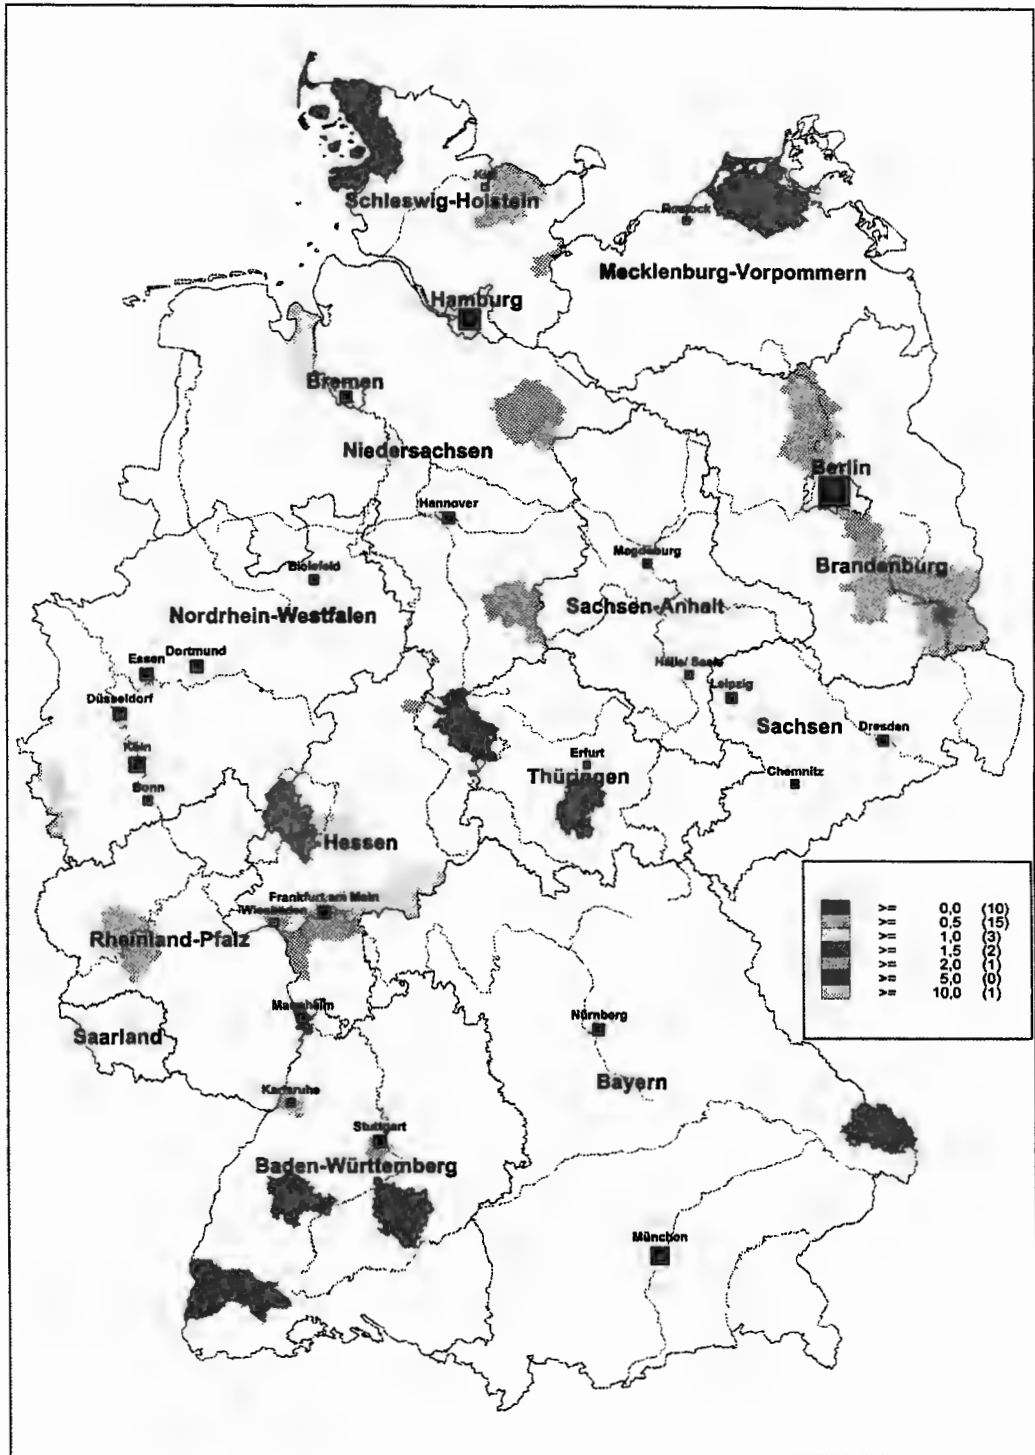 Kiel
Schleswig-Holstein
Rostock
Mecklenburg-Vorpommern
Hamburg
Bremen
Niedersachsen
Berlin
Hannover
Magdeburg
Brandenburg
Bielefeld
Nordrhein-Westfalen
Sachsen-Anhalt
Essen Dortmund
Halle/ Saale
Leipzig
Düsseldorf
Sachsen
Dresden
Köln
Erfurt
Thüringen
Chemnitz
Bonn
Hessen
Frankfurt am Main
Wiesbaden
Rheinland-Pfalz
>= 0,0 (10)
>= 0,5 (15)
>= 1,0 (3)
>= 1,5 (2)
>= 2,0 (1)
>= 5,0 (0)
>= 10,0 (1)
Mannheim
Saarland
Nürnberg
Bayern
Karlsruhe
Stuttgart
Baden-Württemberg
München